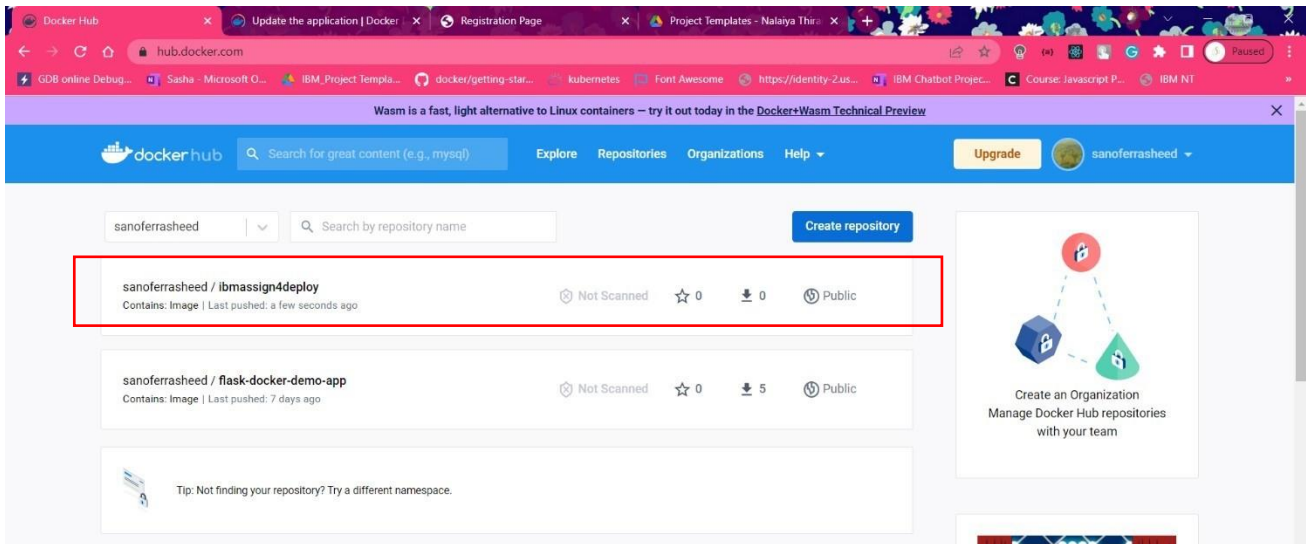 Docker Hub
Update the application | Docker
Registration Page
Project Templates - Nalaiya Thira
hub.docker.com
Paused
GDB online Debug...
Sasha - Microsoft O...
IBM_Project Templa...
docker/getting-star...
kubernetes
Font Awesome
https://identity-2.us...
IBM Chatbot Projec...
Course: Javascript P...
IBM NT
»
Wasm is a fast, light alternative to Linux containers — try it out today in the Docker+Wasm Technical Preview
docker hub
Search for great content (e.g., mysql)
Explore
Repositories
Organizations
Help
Upgrade
sanoferrasheed
sanoferrasheed
Search by repository name
Create repository
sanoferrasheed / ibmassign4deploy
Contains: Image | Last pushed: a few seconds ago
Not Scanned
0
0
Public
sanoferrasheed / flask-docker-demo-app
Contains: Image | Last pushed: 7 days ago
Not Scanned
0
5
Public
Create an Organization
Manage Docker Hub repositories
with your team
Tip: Not finding your repository? Try a different namespace.